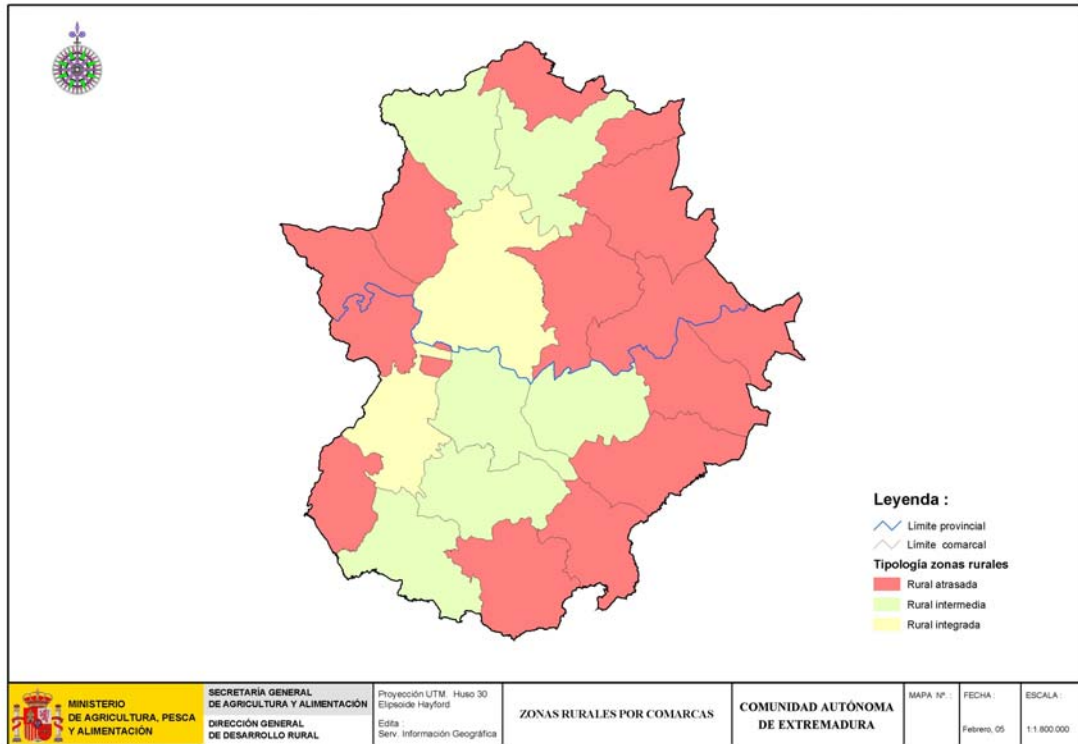 Leyenda :
Límite provincial
Límite comarcal
Tipología zonas rurales
Rural atrasada
Rural intermedia
Rural integrada
MINISTERIO
DE AGRICULTURA, PESCA
Y ALIMENTACIÓN
SECRETARÍA GENERAL
DE AGRICULTURA Y ALIMENTACIÓN
DIRECCIÓN GENERAL
DE DESARROLLO RURAL
Proyección UTM. Huso 30
Elipsoide Hayford
Edita :
Serv. Información Geográfica
ZONAS RURALES POR COMARCAS
COMUNIDAD AUTÓNOMA
DE EXTREMADURA
MAPA Nº. :
FECHA :
Febrero, 05
ESCALA :
1:1.800.000